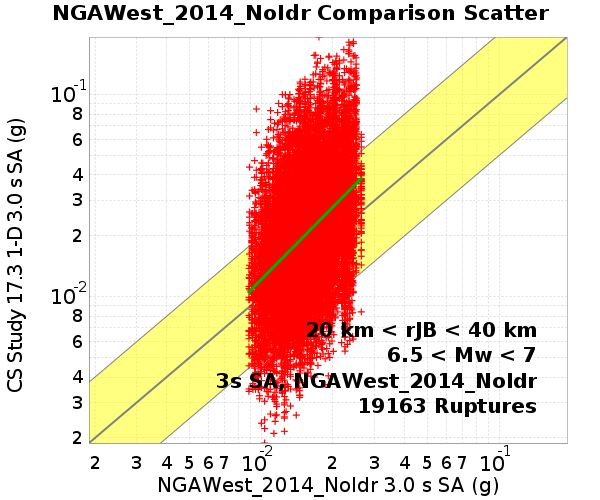 NGAWest_2014_NoIdr Comparison Scatter
CS Study 17.3 1-D 3.0 s SA (g)
10-1
8
6
4
3
2
10-2
8
6
4
3
2
20 km < rJB < 40 km
6.5 < Mw < 7
3s SA, NGAWest_2014_NoIdr
19163 Ruptures
2 3 4 5 6 7 10-2 2 3 4 5 6 7 10-1
NGAWest_2014_NoIdr 3.0 s SA (g)